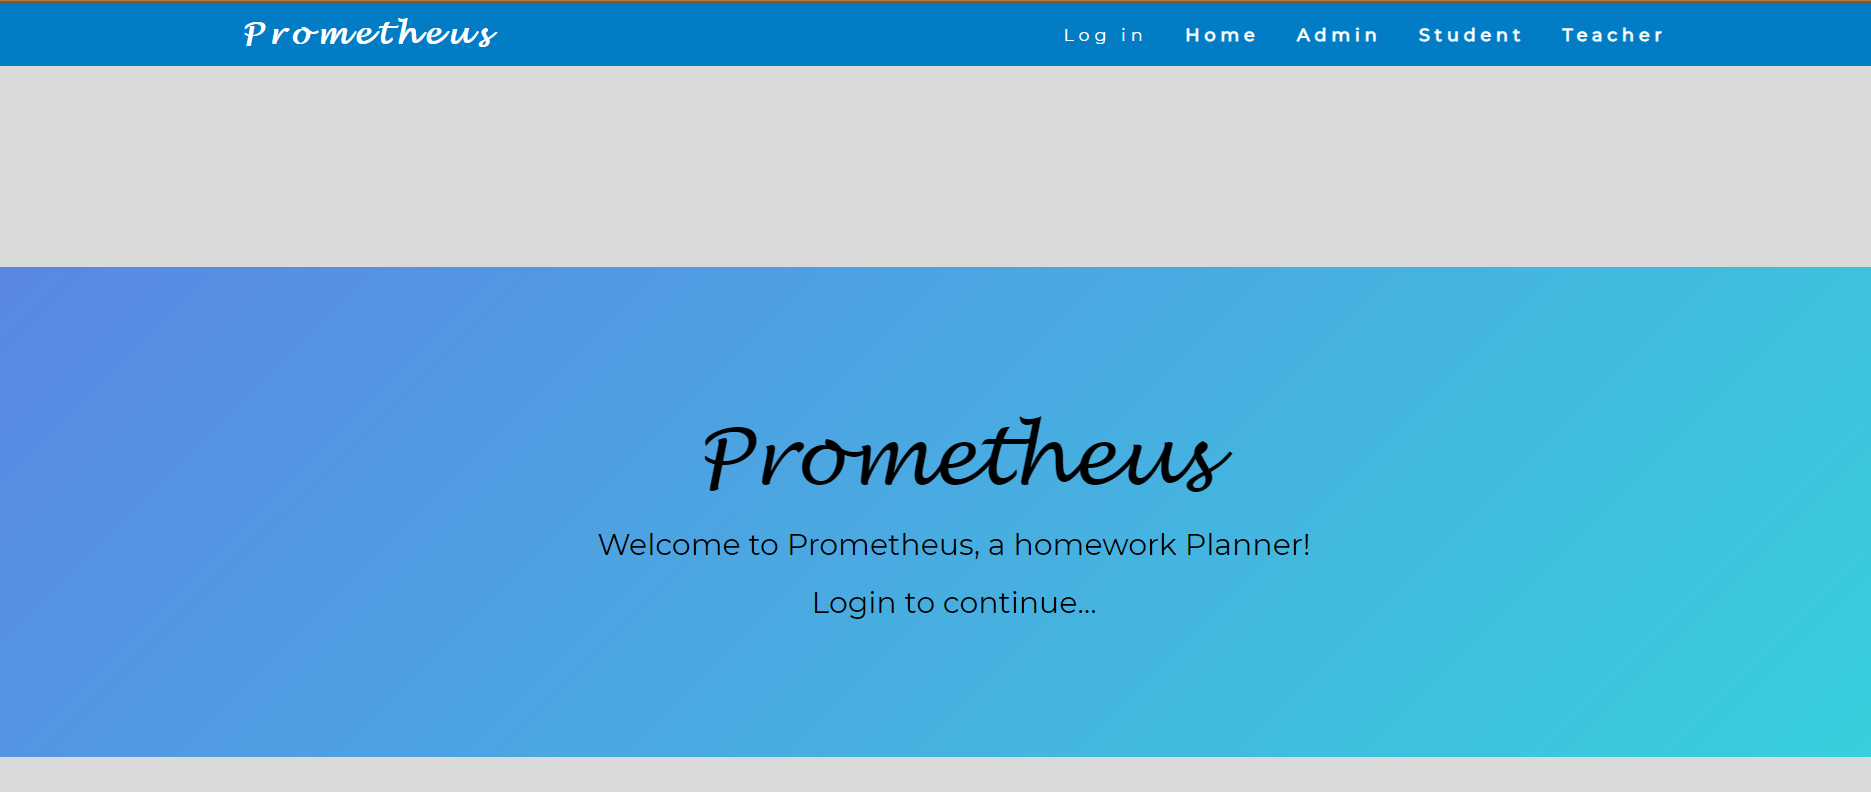 Prometheus Log in Home Admin Student Teacher
Prometheus
Welcome to Prometheus, a homework Planner!
Login to continue...